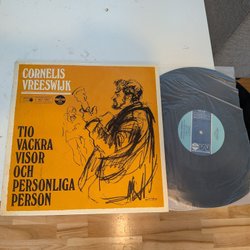 CORNELIS
VREESWIJK
TIO
VACKRA
VISOR
OCH
PERSONLIGA
PERSON